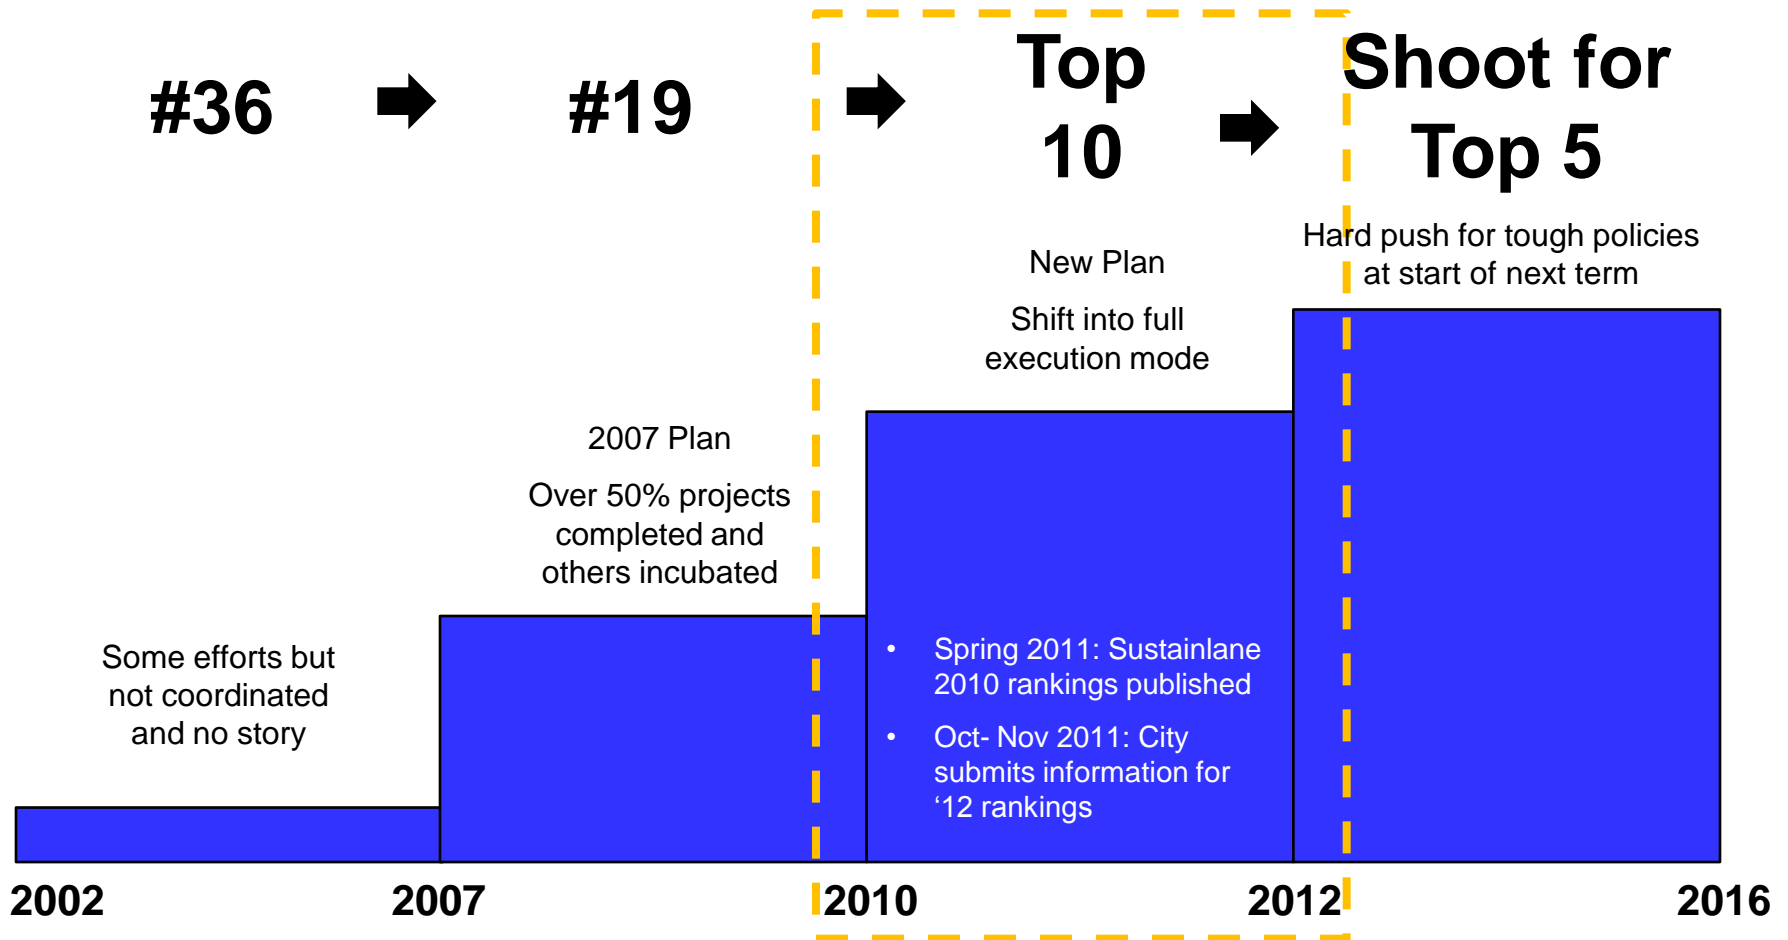 #36
#19
Top
10
Shoot for
Top 5
Hard push for tough policies
at start of next term
New Plan
Shift into full
execution mode
2007 Plan
Over 50% projects
completed and
others incubated
Some efforts but
not coordinated
and no story
• Spring 2011: Sustainlane
2010 rankings published
• Oct- Nov 2011: City
submits information for
‘12 rankings
2002
2007
2010
2012
2016